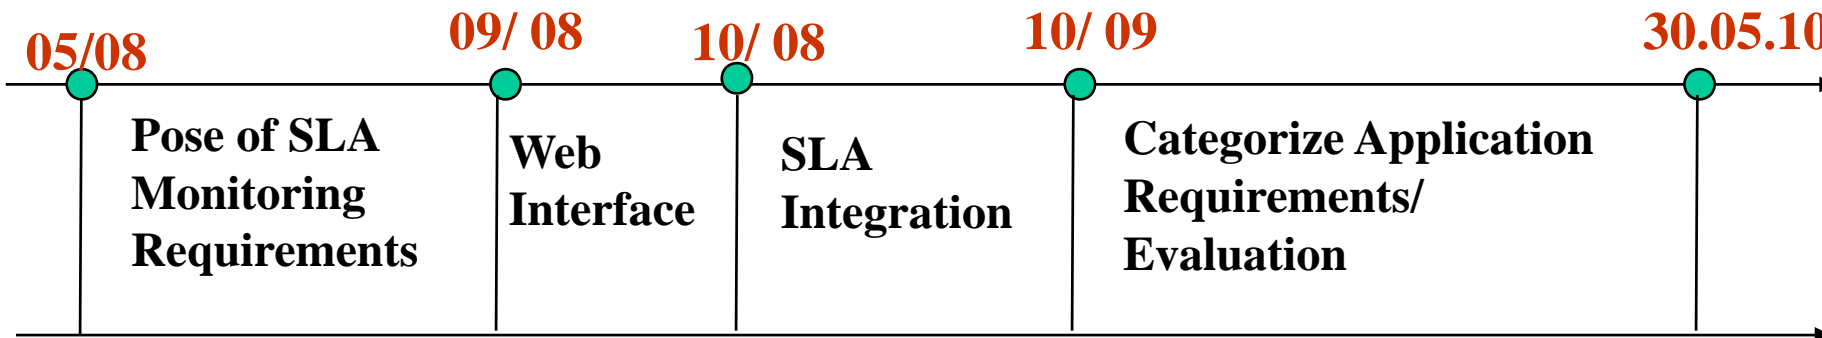 05/08
09/ 08
10/ 08
10/ 09
30.05.10
Pose of SLA
Monitoring
Requirements
Web
Interface
SLA
Integration
Categorize Application
Requirements/
Evaluation